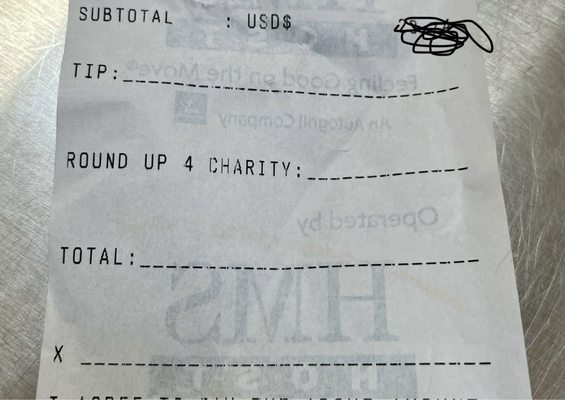 SUBTOTAL : USD$
Feeling Good on the Move®
TIP:
An Autogrill Company
ROUND UP 4 CHARITY:
Operated by
TOTAL:
HMS
X
HOST